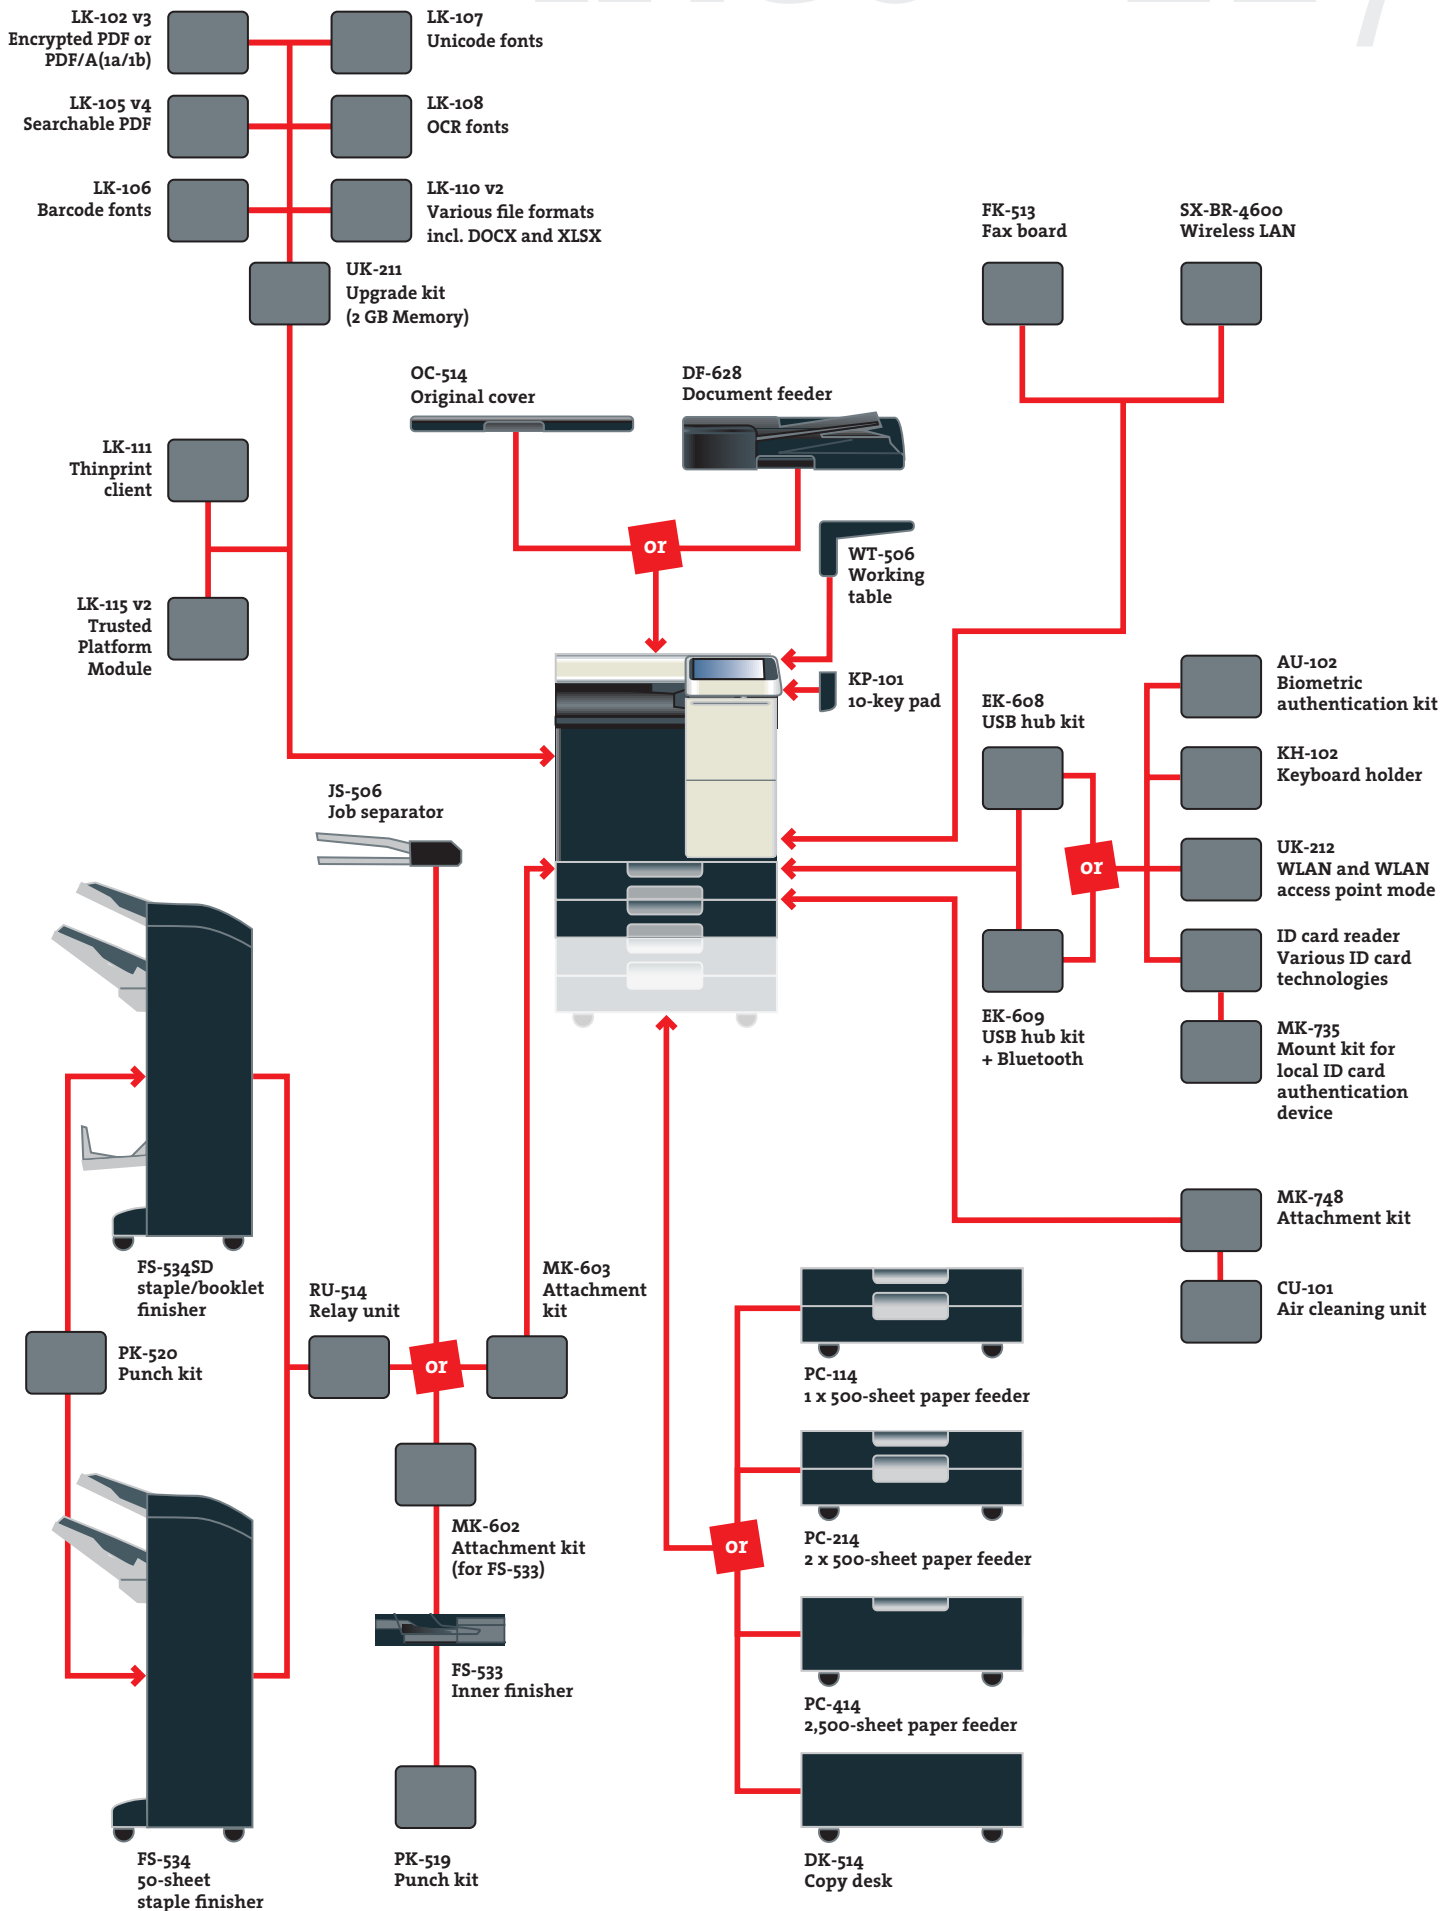 LK-102 v3
Encrypted PDF or
PDF/A(1a/1b)
LK-107
Unicode fonts
LK-105 v4
Searchable PDF
LK-108
OCR fonts
LK-106
Barcode fonts
LK-110 v2
Various file formats
incl. DOCX and XLSX
UK-211
Upgrade kit
(2 GB Memory)
FK-513
Fax board
SX-BR-4600
Wireless LAN
OC-514
Original cover
DF-628
Document feeder
LK-111
Thinprint
client
or
WT-506
Working
table
LK-115 v2
Trusted
Platform
Module
KP-101
10-key pad
AU-102
Biometric
authentication kit
EK-608
USB hub kit
KH-102
Keyboard holder
JS-506
Job separator
or
UK-212
WLAN and WLAN
access point mode
ID card reader
Various ID card
technologies
EK-609
USB hub kit
+ Bluetooth
MK-735
Mount kit for
local ID card
authentication
device
MK-748
Attachment kit
CU-101
Air cleaning unit
FS-534SD
staple/booklet
finisher
RU-514
Relay unit
MK-603
Attachment
kit
PK-520
Punch kit
or
PC-114
1 x 500-sheet paper feeder
MK-602
Attachment kit
(for FS-533)
or
PC-214
2 x 500-sheet paper feeder
FS-533
Inner finisher
PC-414
2,500-sheet paper feeder
FS-534
50-sheet
staple finisher
PK-519
Punch kit
DK-514
Copy desk